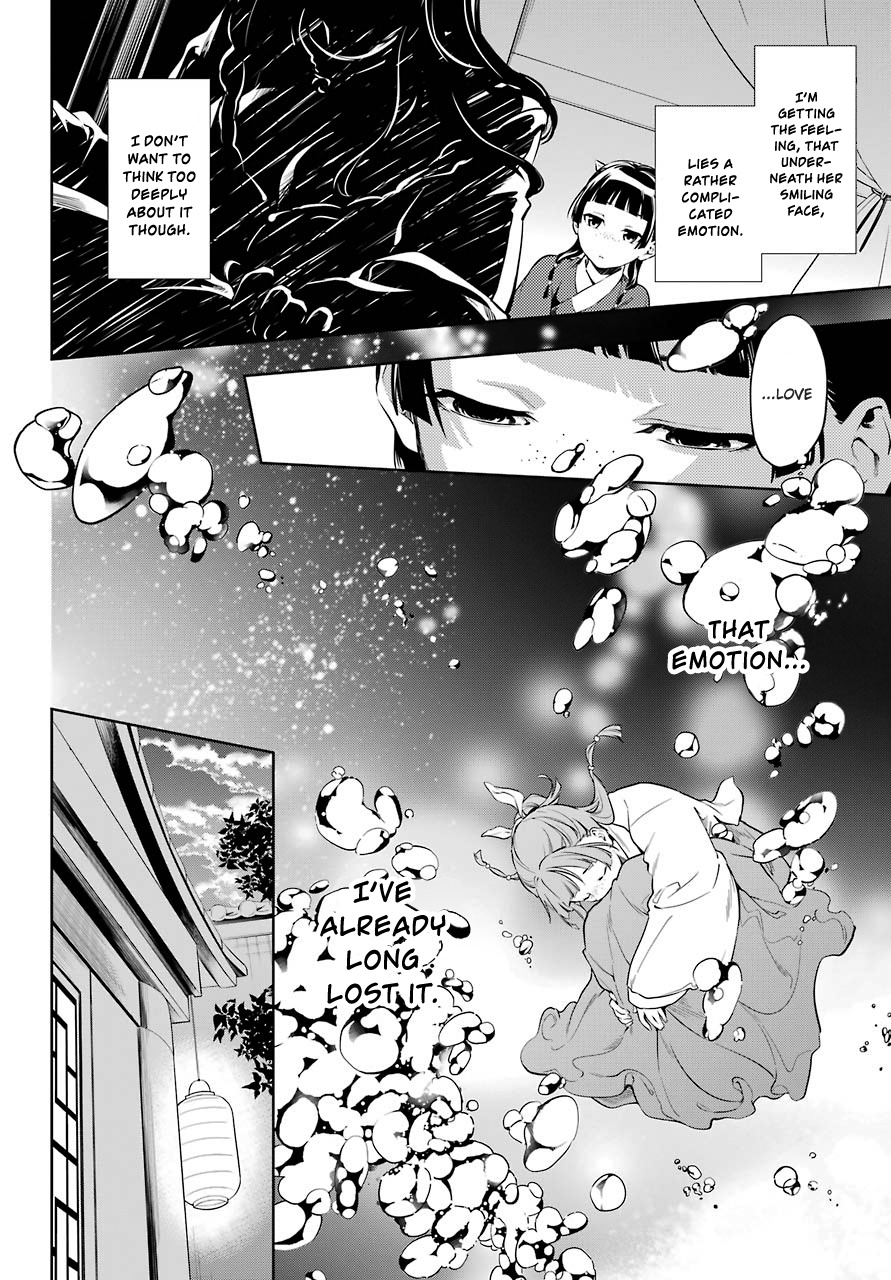 I'M
GETTING
THE FEEL-
ING, THAT
UNDER-
NEATH HER
SMILING
FACE,
LIES A
RATHER
COMPLI-
CATED
EMOTION.
I DON'T
WANT TO
THINK TOO
DEEPLY
ABOUT IT
THOUGH.
...LOVE
THAT
EMOTION...
I'VE
ALREADY
LONG
LOST IT.